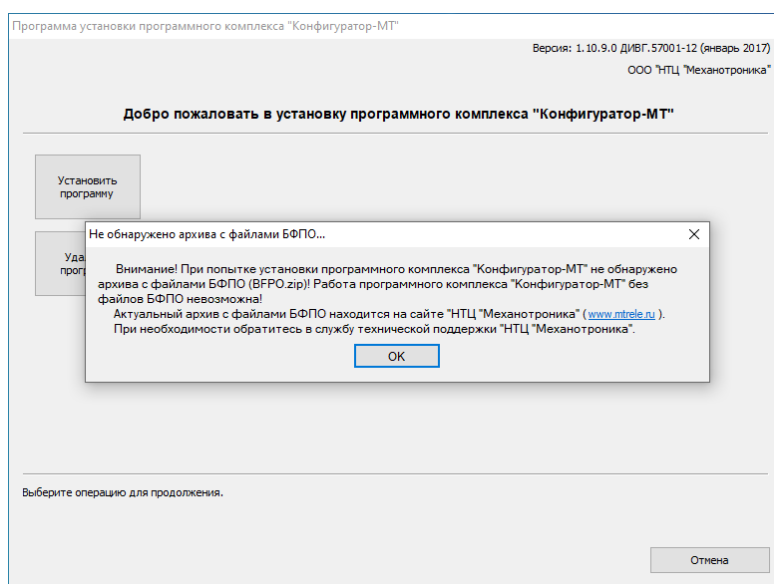 Программа установки программного комплекса "Конфигуратор-МТ"
Версия: 1.10.9.0 ДИВГ.57001-12 (январь 2017)
ООО "НТЦ "Механотроника"
Добро пожаловать в установку программного комплекса "Конфигуратор-МТ"
Установить
программу
Не обнаружено архива с файлами БФПО...
Внимание! При попытке установки программного комплекса "Конфигуратор-МТ" не обнаружено
архива с файлами БФПО (BFPO.zip)! Работа программного комплекса "Конфигуратор-МТ" без
файлов БФПО невозможна!
Актуальный архив с файлами БФПО находится на сайте "НТЦ "Механотроника" ( www.mtrele.ru ).
При необходимости обратитесь в службу технической поддержки "НТЦ "Механотроника".
OK
Выберите операцию для продолжения.
Отмена